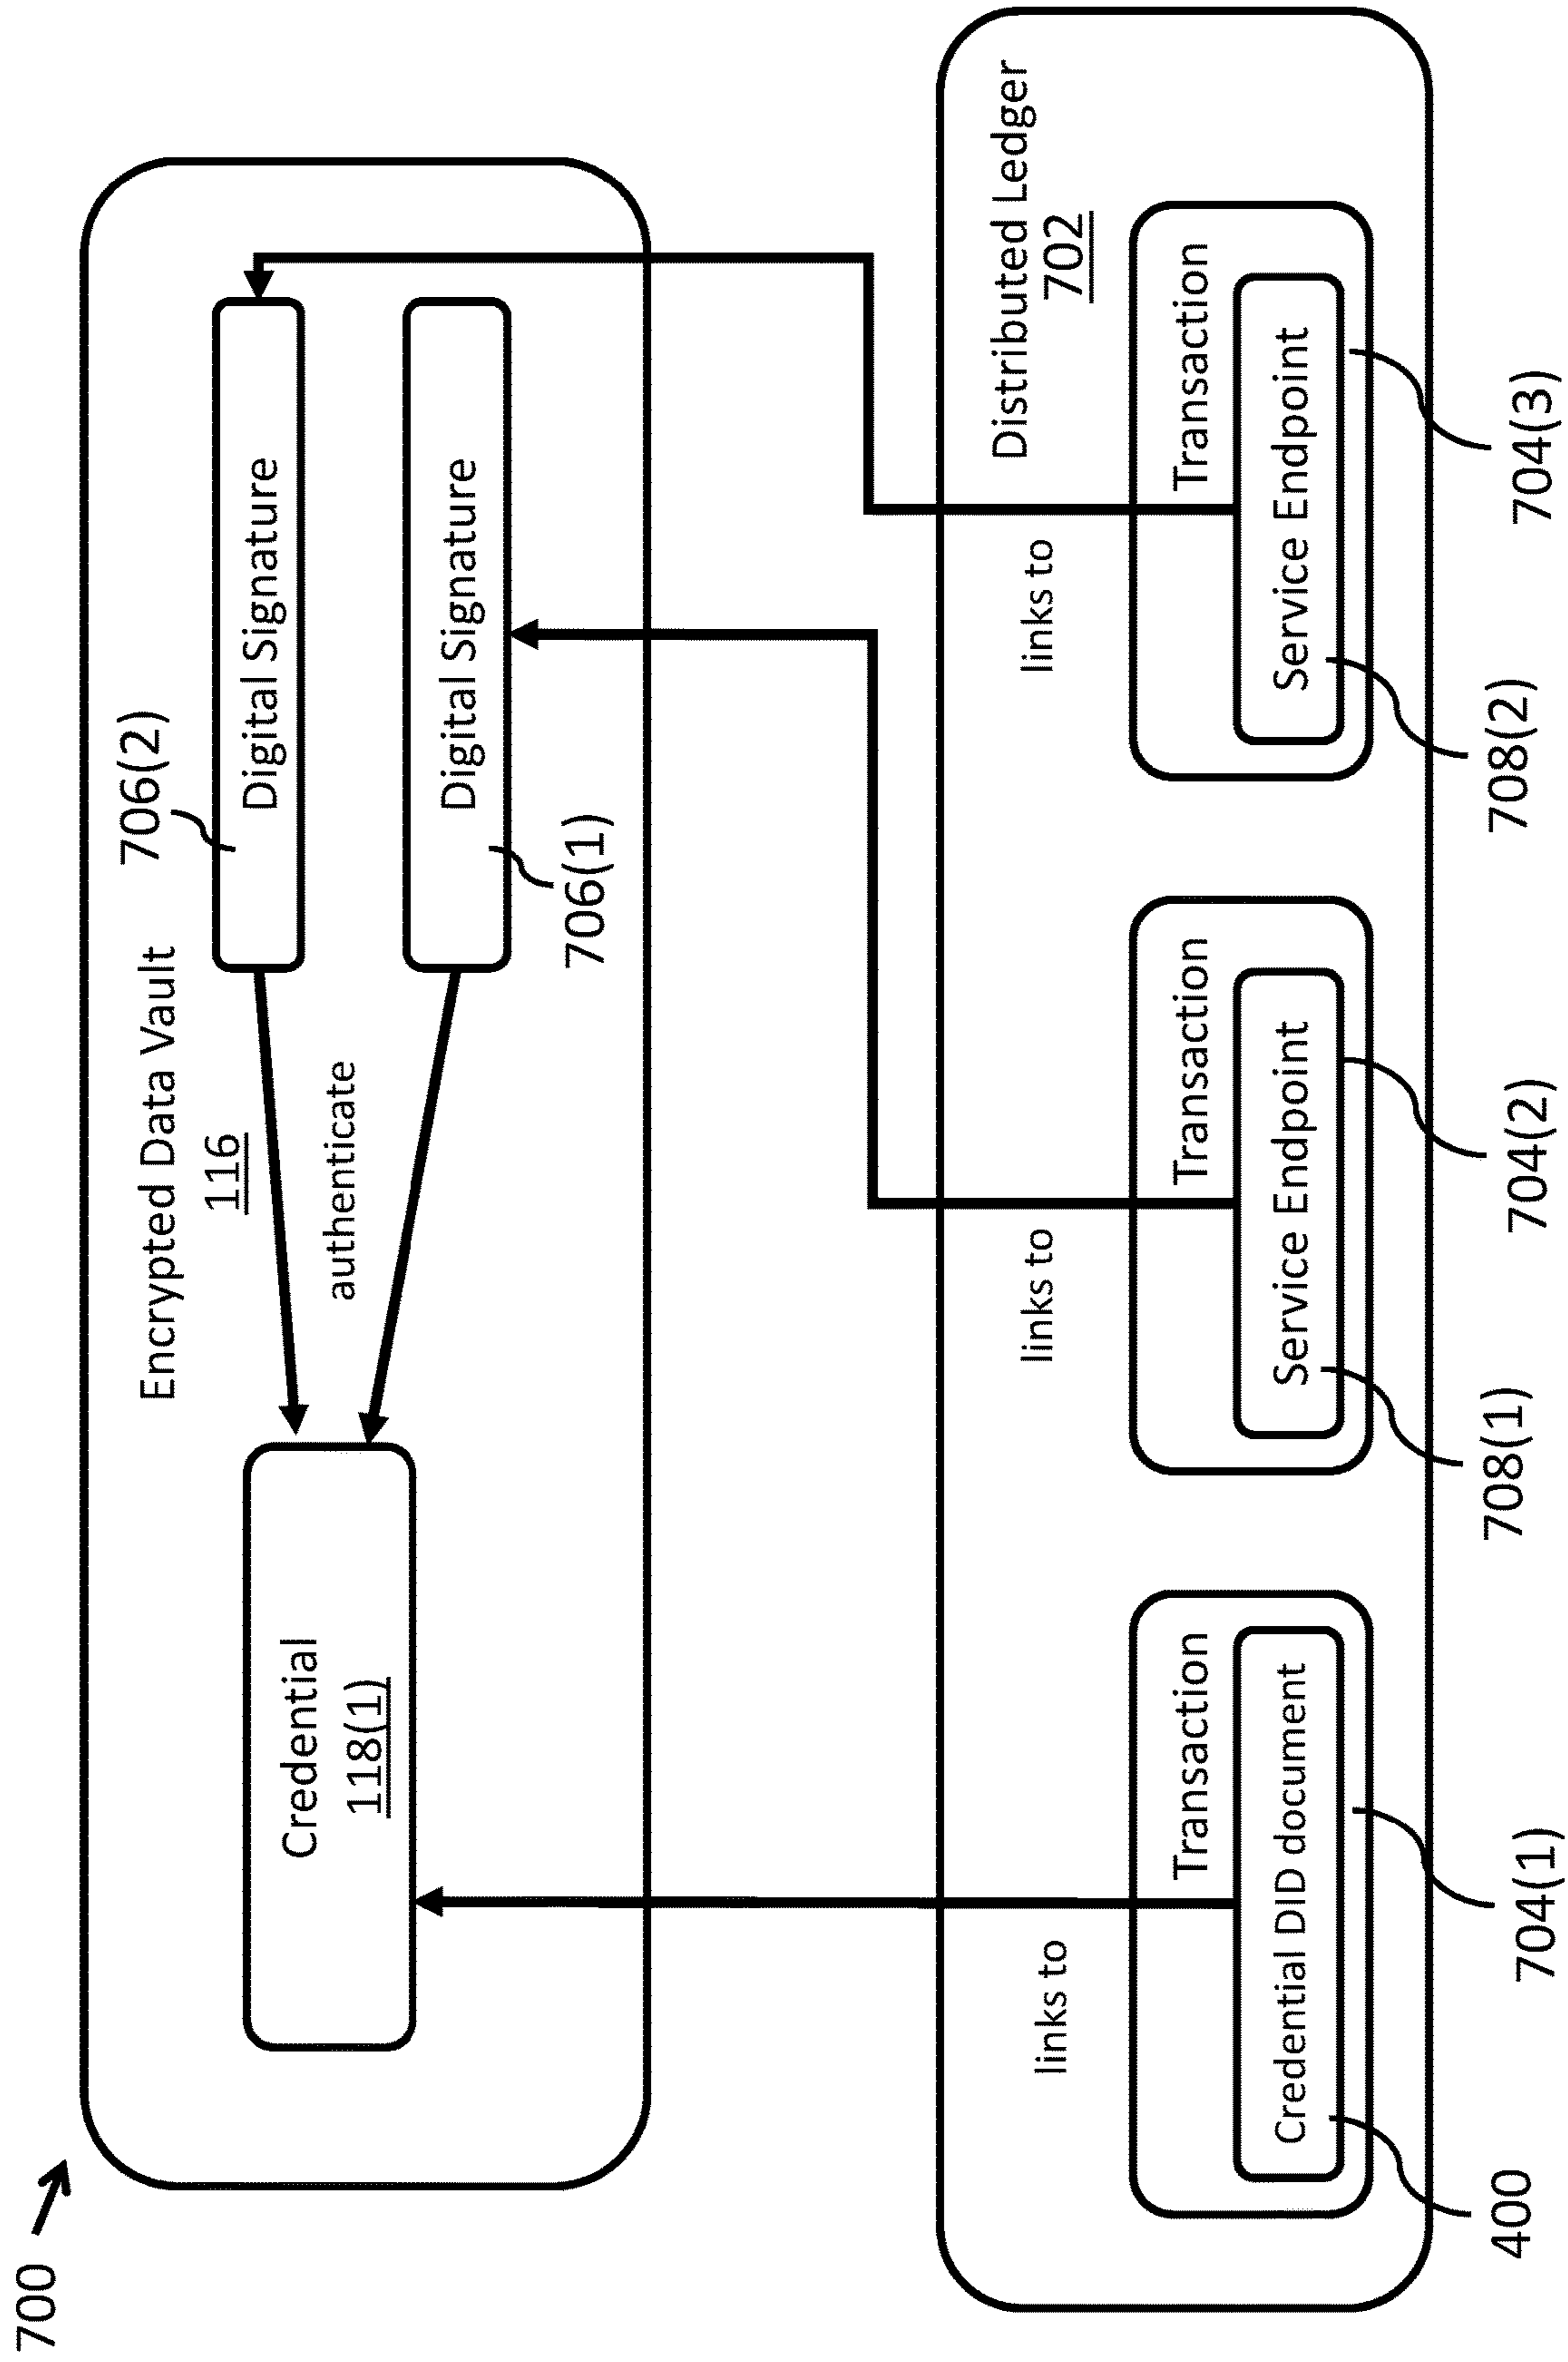 700
Encrypted Data Vault
116
706(2)
Digital Signature
Credential
118(1)
authenticate
Digital Signature
706(1)
links to
links to
links to
Distributed Ledger
702
Transaction
Credential DID document
Transaction
Service Endpoint
Transaction
Service Endpoint
400
704(1)
708(1)
704(2)
708(2)
704(3)